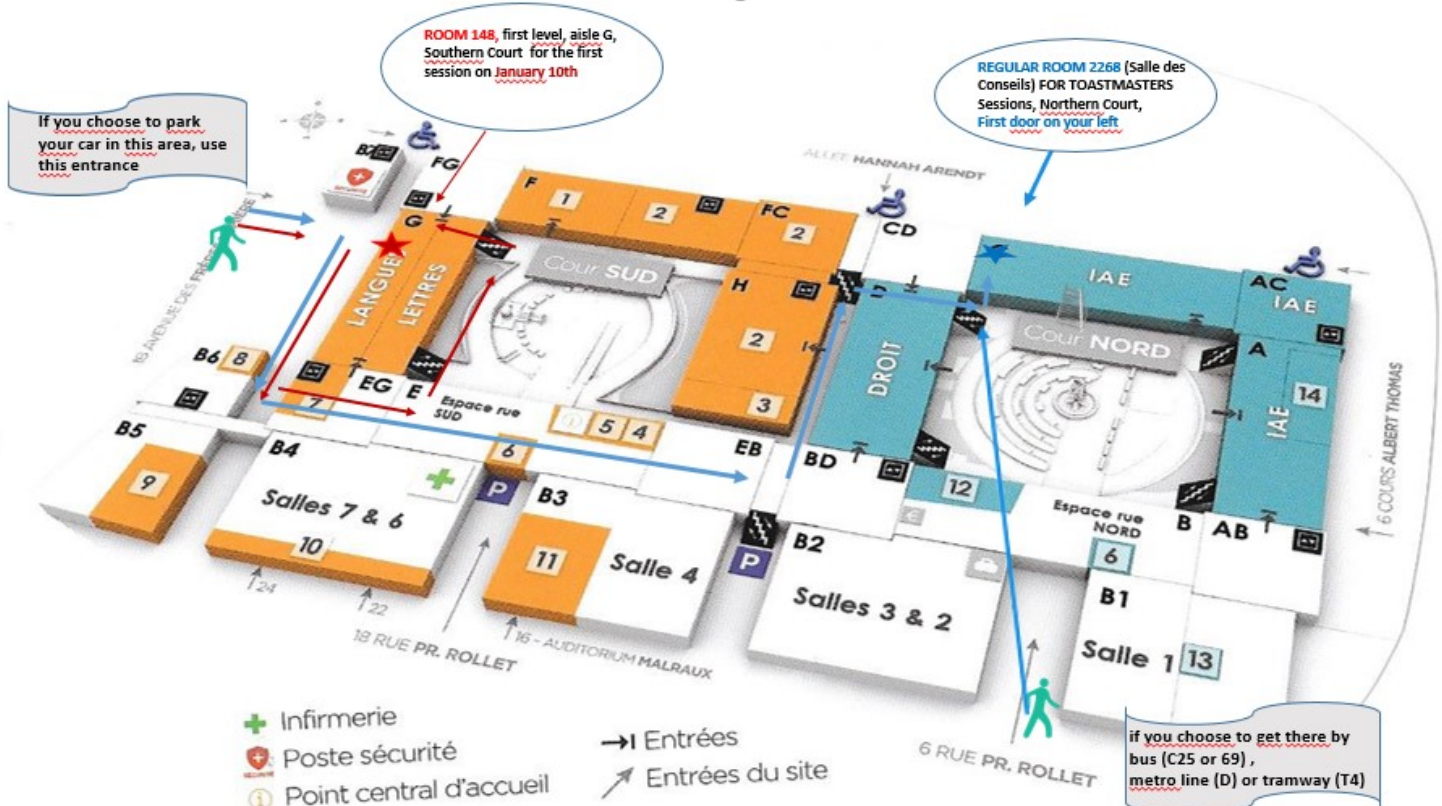 ROOM 148, first level, aisle G,
Southern Court for the first
session on January 10th
REGULAR ROOM 2268 (Salle des
Conseils) FOR TOASTMASTERS
Sessions, Northern Court,
First door on your left
If you choose to park
your car in this area, use
this entrance
ALLÉE HANNAH ARENDT
FG
F
1
2
FC
2
CD
G
LANGUES
LETTRES
Cour SUD
H
2
3
IAE
AC
IAE
Cour NORD
DROIT
A
IAE
14
B6
8
7
EG
E
Espace rue
SUD
5
4
6
P
EB
BD
12
Espace rue
NORD
6
B
AB
6 COURS ALBERT THOMAS
B5
9
B4
Salles 7 & 6
10
B3
11
Salle 4
P
B2
Salles 3 & 2
B1
Salle 1
13
24
22
18 RUE PR. ROLLET
16 - AUDITORIUM MALRAUX
6 RUE PR. ROLLET
Infirmerie
Poste sécurité
Point central d'accueil
Entrées
Entrées du site
if you choose to get there by
bus (C25 or 69) ,
metro line (D) or tramway (T4)